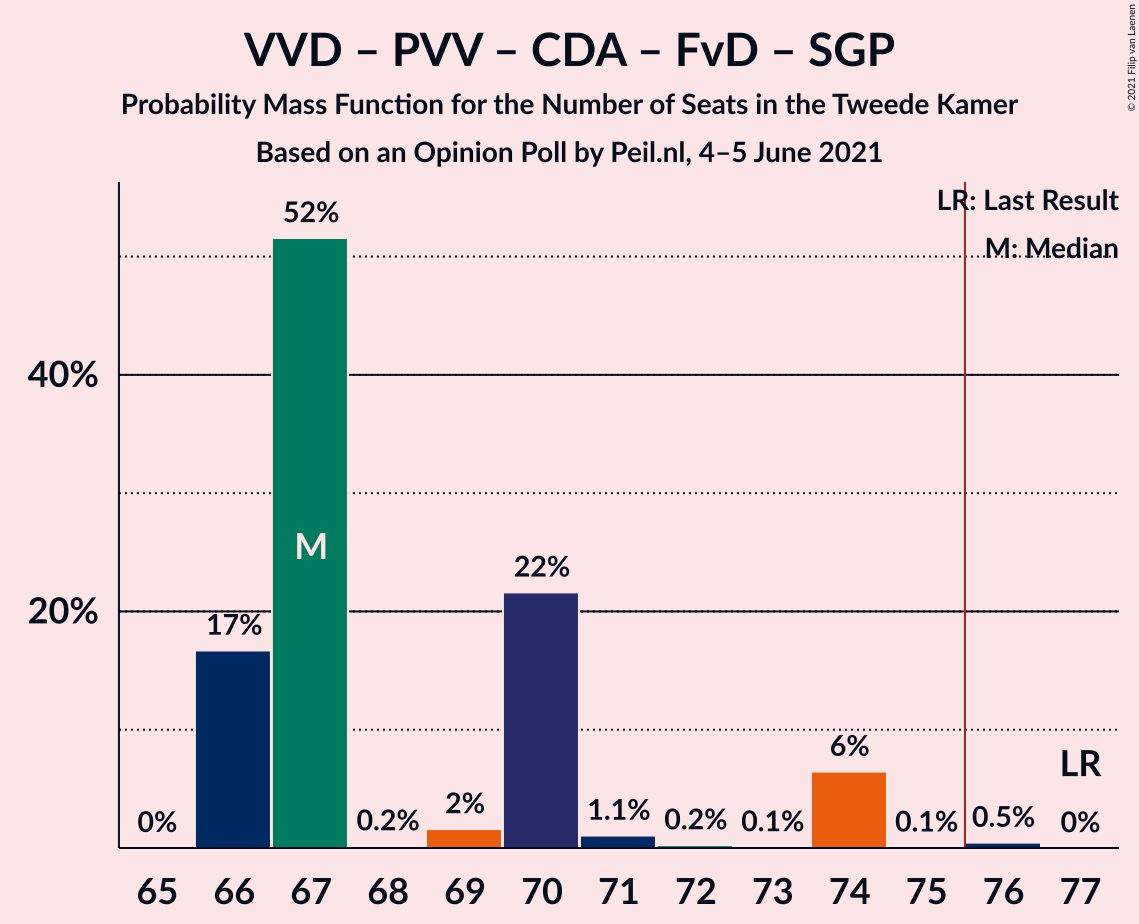 VVD – PVV – CDA – FvD – SGP
Probability Mass Function for the Number of Seats in the Tweede Kamer
Based on an Opinion Poll by Peil.nl, 4–5 June 2021
© 2021 Filip van Laenen
LR: Last Result
M: Median
40%
20%
0%
17%
52%
M
0.2%
2%
22%
1.1%
0.2%
0.1%
6%
0.1%
0.5%
LR
0%
65 66 67 68 69 70 71 72 73 74 75 76 77